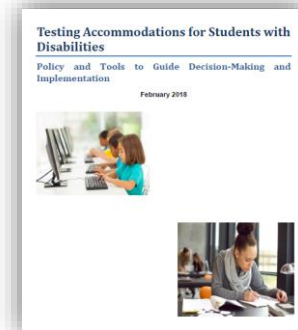 Testing Accommodations for Students with
Disabilities
Policy and Tools to Guide Decision-Making and
Implementation
February 2018